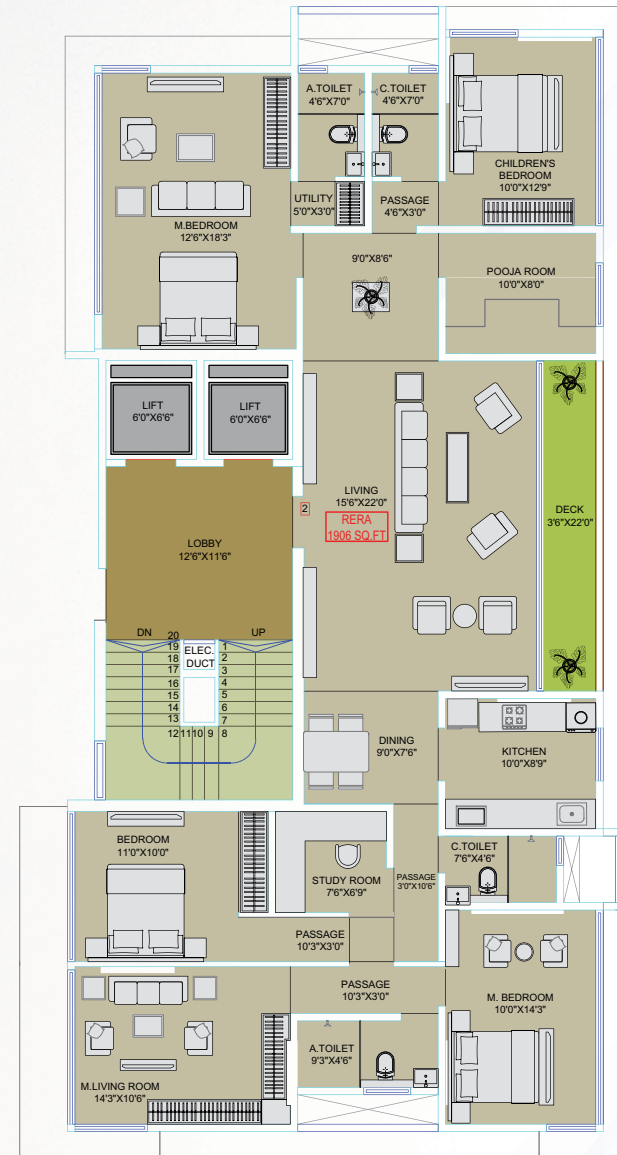 A.TOILET
4'6"X7'0"
C.TOILET
4'6"X7'0"
CHILDREN'S
BEDROOM
10'0"X12'9"
UTILITY
5'0"X3'0"
PASSAGE
4'6"X3'0"
M.BEDROOM
12'6"X18'3"
9'0"X8'6"
POOJA ROOM
10'0"X8'0"
LIFT
6'0"X6'6"
LIFT
6'0"X6'6"
LIVING
15'6"X22'0"
2
RERA
1906 SQ.FT
DECK
3'6"X22'0"
LOBBY
12'6"X11'6"
DN
20
UP
19
ELEC.
DUCT
1
18
2
17
3
16
4
15
5
14
6
13
7
12 11 10 9 8
DINING
9'0"X7'6"
KITCHEN
10'0"X8'9"
BEDROOM
11'0"X10'0"
C.TOILET
7'6"X4'6"
STUDY ROOM
7'6"X6'9"
PASSAGE
3'0"X10'6"
PASSAGE
10'3"X3'0"
PASSAGE
10'3"X3'0"
M. BEDROOM
10'0"X14'3"
A.TOILET
9'3"X4'6"
M.LIVING ROOM
14'3"X10'6"